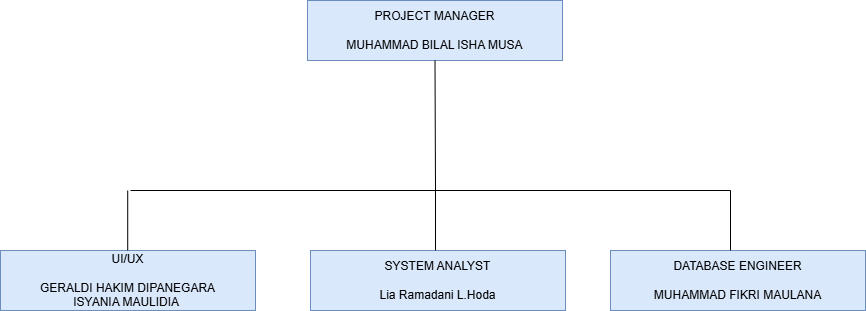 PROJECT MANAGER
MUHAMMAD BILAL ISHA MUSA
UI/UX
GERALDI HAKIM DIPANEGARA
ISYANIA MAULIDIA
SYSTEM ANALYST
Lia Ramadani L.Hoda
DATABASE ENGINEER
MUHAMMAD FIKRI MAULANA